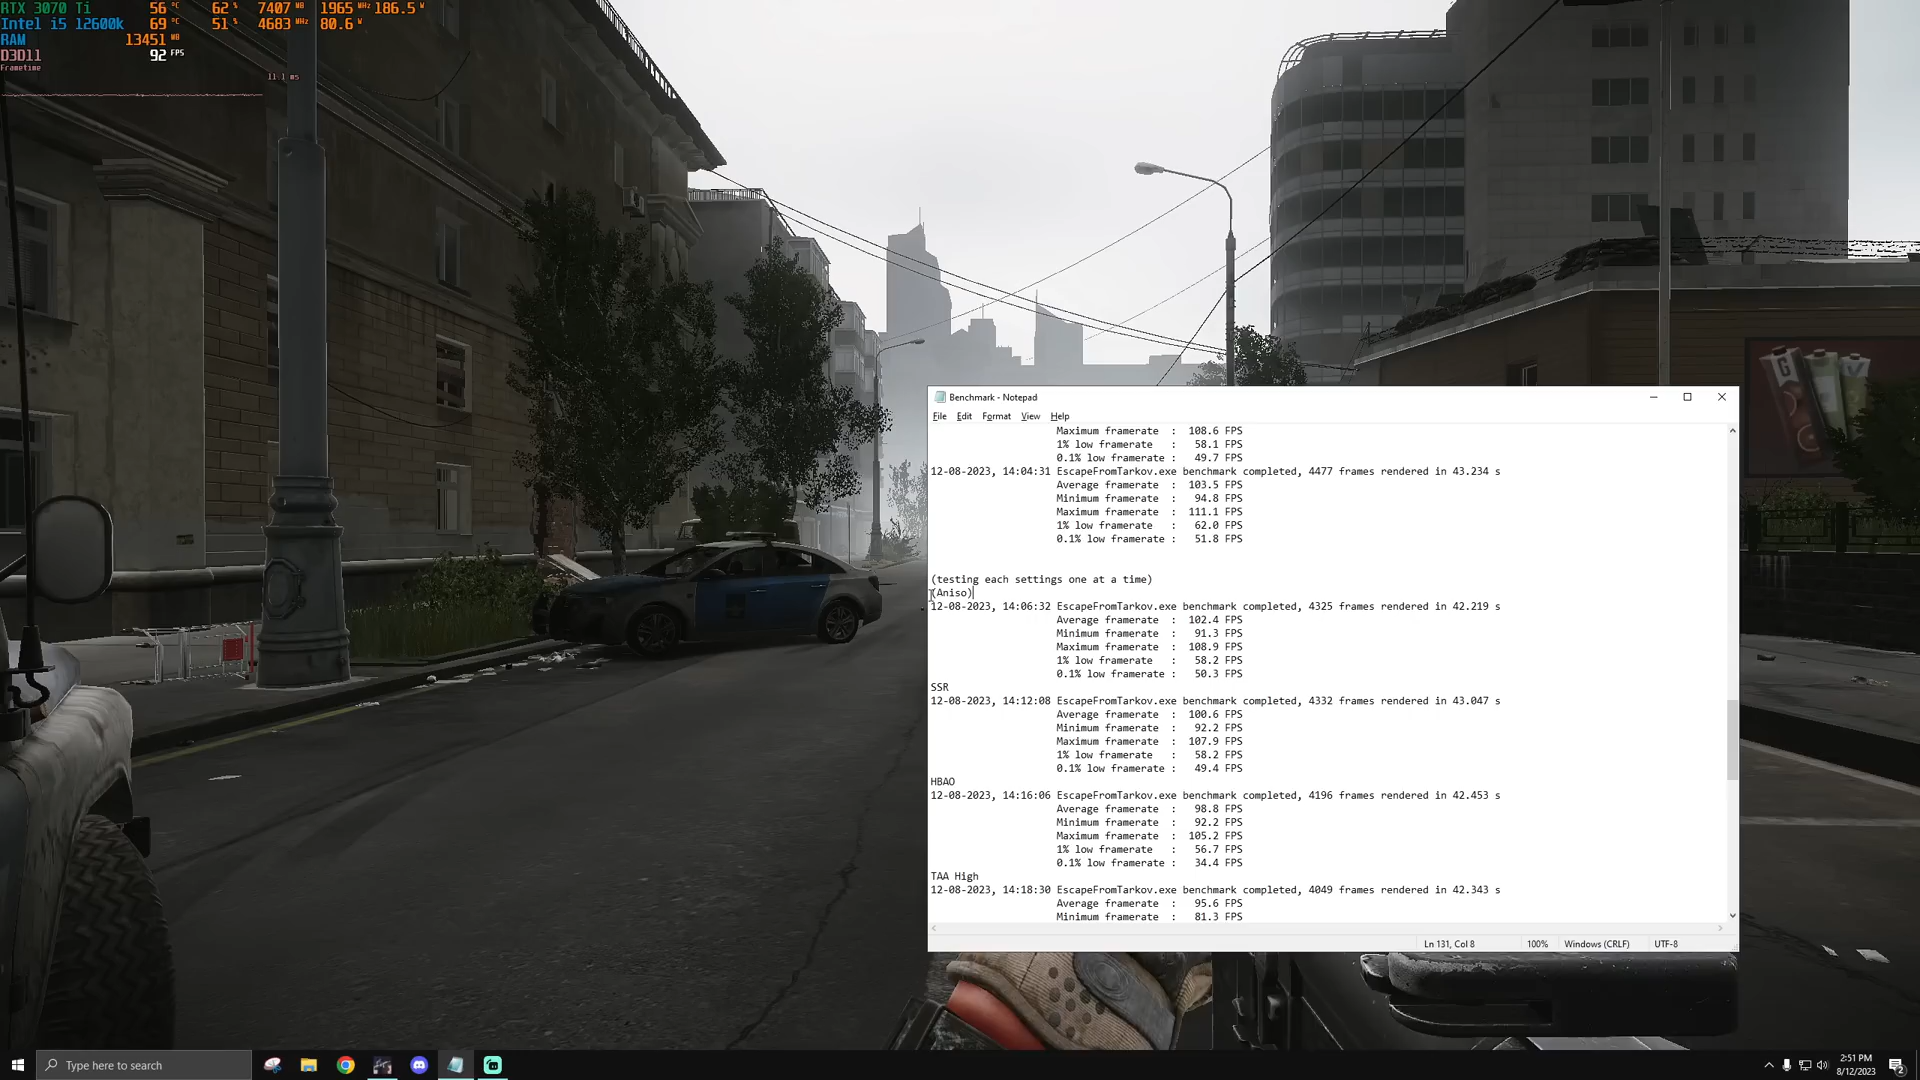 RTX 3070 Ti 56 °C 62 % 7407 MB 1965 MHz 186.5 W
Intel i5 12600k 69 °C 51 % 4683 MHz 80.6 W
RAM 13451 MB
D3D11 92 FPS
Frametime
11.1 ms
Benchmark - Notepad
File Edit Format View Help
Maximum framerate : 108.6 FPS
1% low framerate : 58.1 FPS
0.1% low framerate : 49.7 FPS
12-08-2023, 14:04:31 EscapeFromTarkov.exe benchmark completed, 4477 frames rendered in 43.234 s
Average framerate : 103.5 FPS
Minimum framerate : 94.8 FPS
Maximum framerate : 111.1 FPS
1% low framerate : 62.0 FPS
0.1% low framerate : 51.8 FPS
(testing each settings one at a time)
(Aniso)
12-08-2023, 14:06:32 EscapeFromTarkov.exe benchmark completed, 4325 frames rendered in 42.219 s
Average framerate : 102.4 FPS
Minimum framerate : 91.3 FPS
Maximum framerate : 108.9 FPS
1% low framerate : 58.2 FPS
0.1% low framerate : 50.3 FPS
SSR
12-08-2023, 14:12:08 EscapeFromTarkov.exe benchmark completed, 4332 frames rendered in 43.047 s
Average framerate : 100.6 FPS
Minimum framerate : 92.2 FPS
Maximum framerate : 107.9 FPS
1% low framerate : 58.2 FPS
0.1% low framerate : 49.4 FPS
HBAO
12-08-2023, 14:16:06 EscapeFromTarkov.exe benchmark completed, 4196 frames rendered in 42.453 s
Average framerate : 98.8 FPS
Minimum framerate : 92.2 FPS
Maximum framerate : 105.2 FPS
1% low framerate : 56.7 FPS
0.1% low framerate : 34.4 FPS
TAA High
12-08-2023, 14:18:30 EscapeFromTarkov.exe benchmark completed, 4049 frames rendered in 42.343 s
Average framerate : 95.6 FPS
Minimum framerate : 81.3 FPS
Ln 131, Col 8 100% Windows (CRLF) UTF-8
Type here to search
2:51 PM
8/12/2023
2